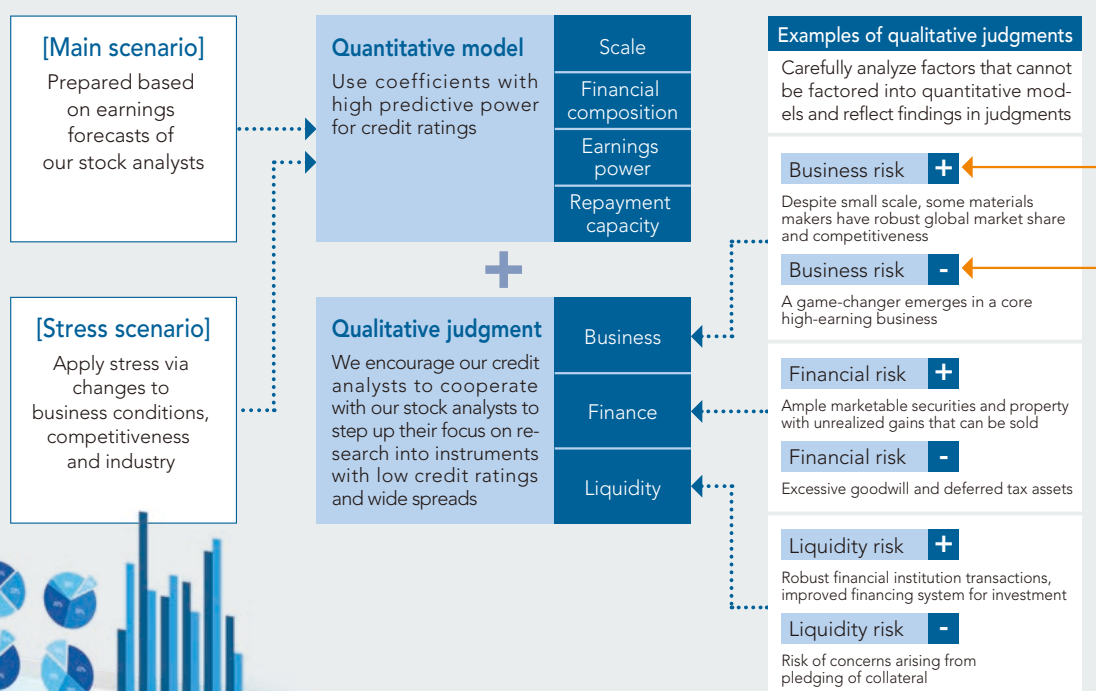 [Main scenario]
Prepared based
on earnings
forecasts of
our stock analysts
[Stress scenario]
Apply stress via
changes to
business conditions,
competitiveness
and industry
Quantitative model
Use coefficients with
high predictive power
for credit ratings
Scale
Financial
composition
Earnings
power
Repayment
capacity
+
Qualitative judgment
We encourage our credit
analysts to cooperate
with our stock analysts to
step up their focus on re-
search into instruments
with low credit ratings
and wide spreads
Business
Finance
Liquidity
Examples of qualitative judgments
Carefully analyze factors that cannot
be factored into quantitative mod-
els and reflect findings in judgments
Business risk +
Despite small scale, some materials
makers have robust global market share
and competitiveness
Business risk -
A game-changer emerges in a core
high-earning business
Financial risk +
Ample marketable securities and property
with unrealized gains that can be sold
Financial risk -
Excessive goodwill and deferred tax assets
Liquidity risk +
Robust financial institution transactions,
improved financing system for investment
Liquidity risk -
Risk of concerns arising from
pledging of collateral